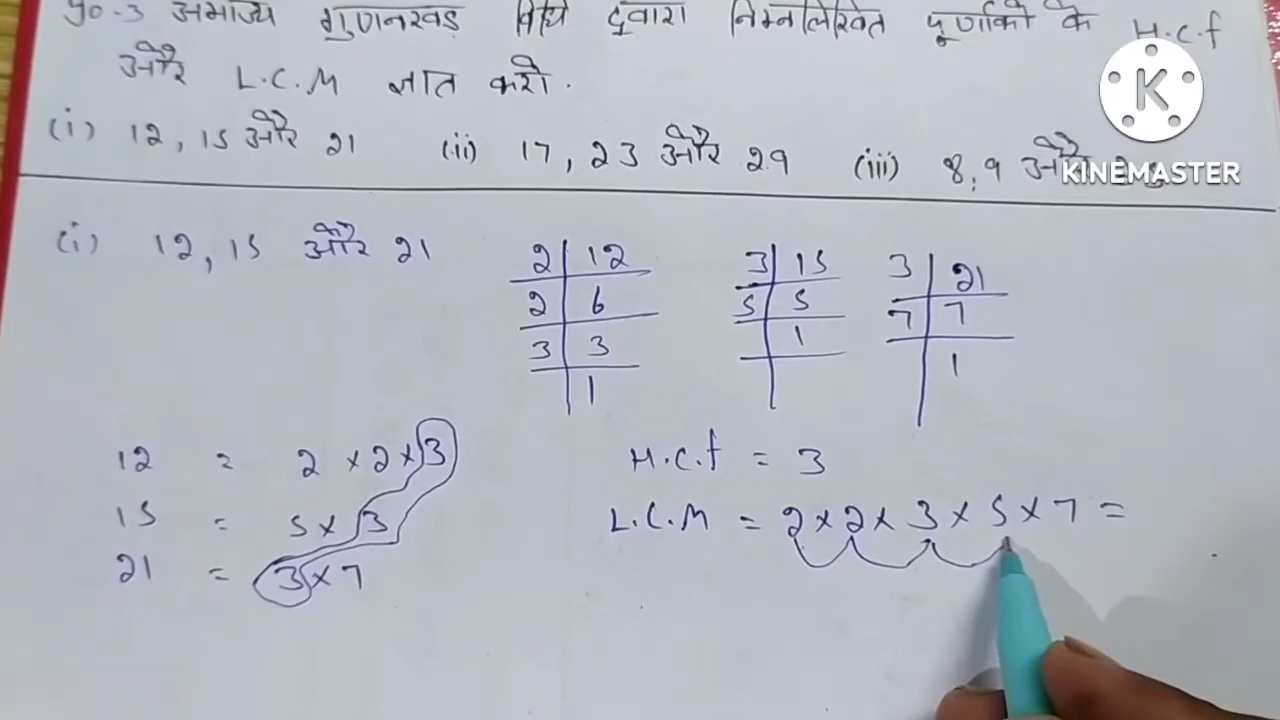 प्र०-3 अभाज्य गुणनखंड विधि द्वारा निम्नलिखित पूर्णांकों के H.C.f
और L.C.M ज्ञात करो.
(i) 12, 15 और 21 (ii) 17, 23 और 29 (iii) 8, 9 और
K
KINEMASTER
(i) 12, 15 और 21
2 | 12
2 | 6
3 | 3
1
3 | 15
5 | 5
1
3 | 21
7 | 7
1
12 = 2 × 2 × 3
15 = 5 × 3
21 = 3 × 7
H.C.f = 3
L.C.M = 2 × 2 × 3 × 5 × 7 =